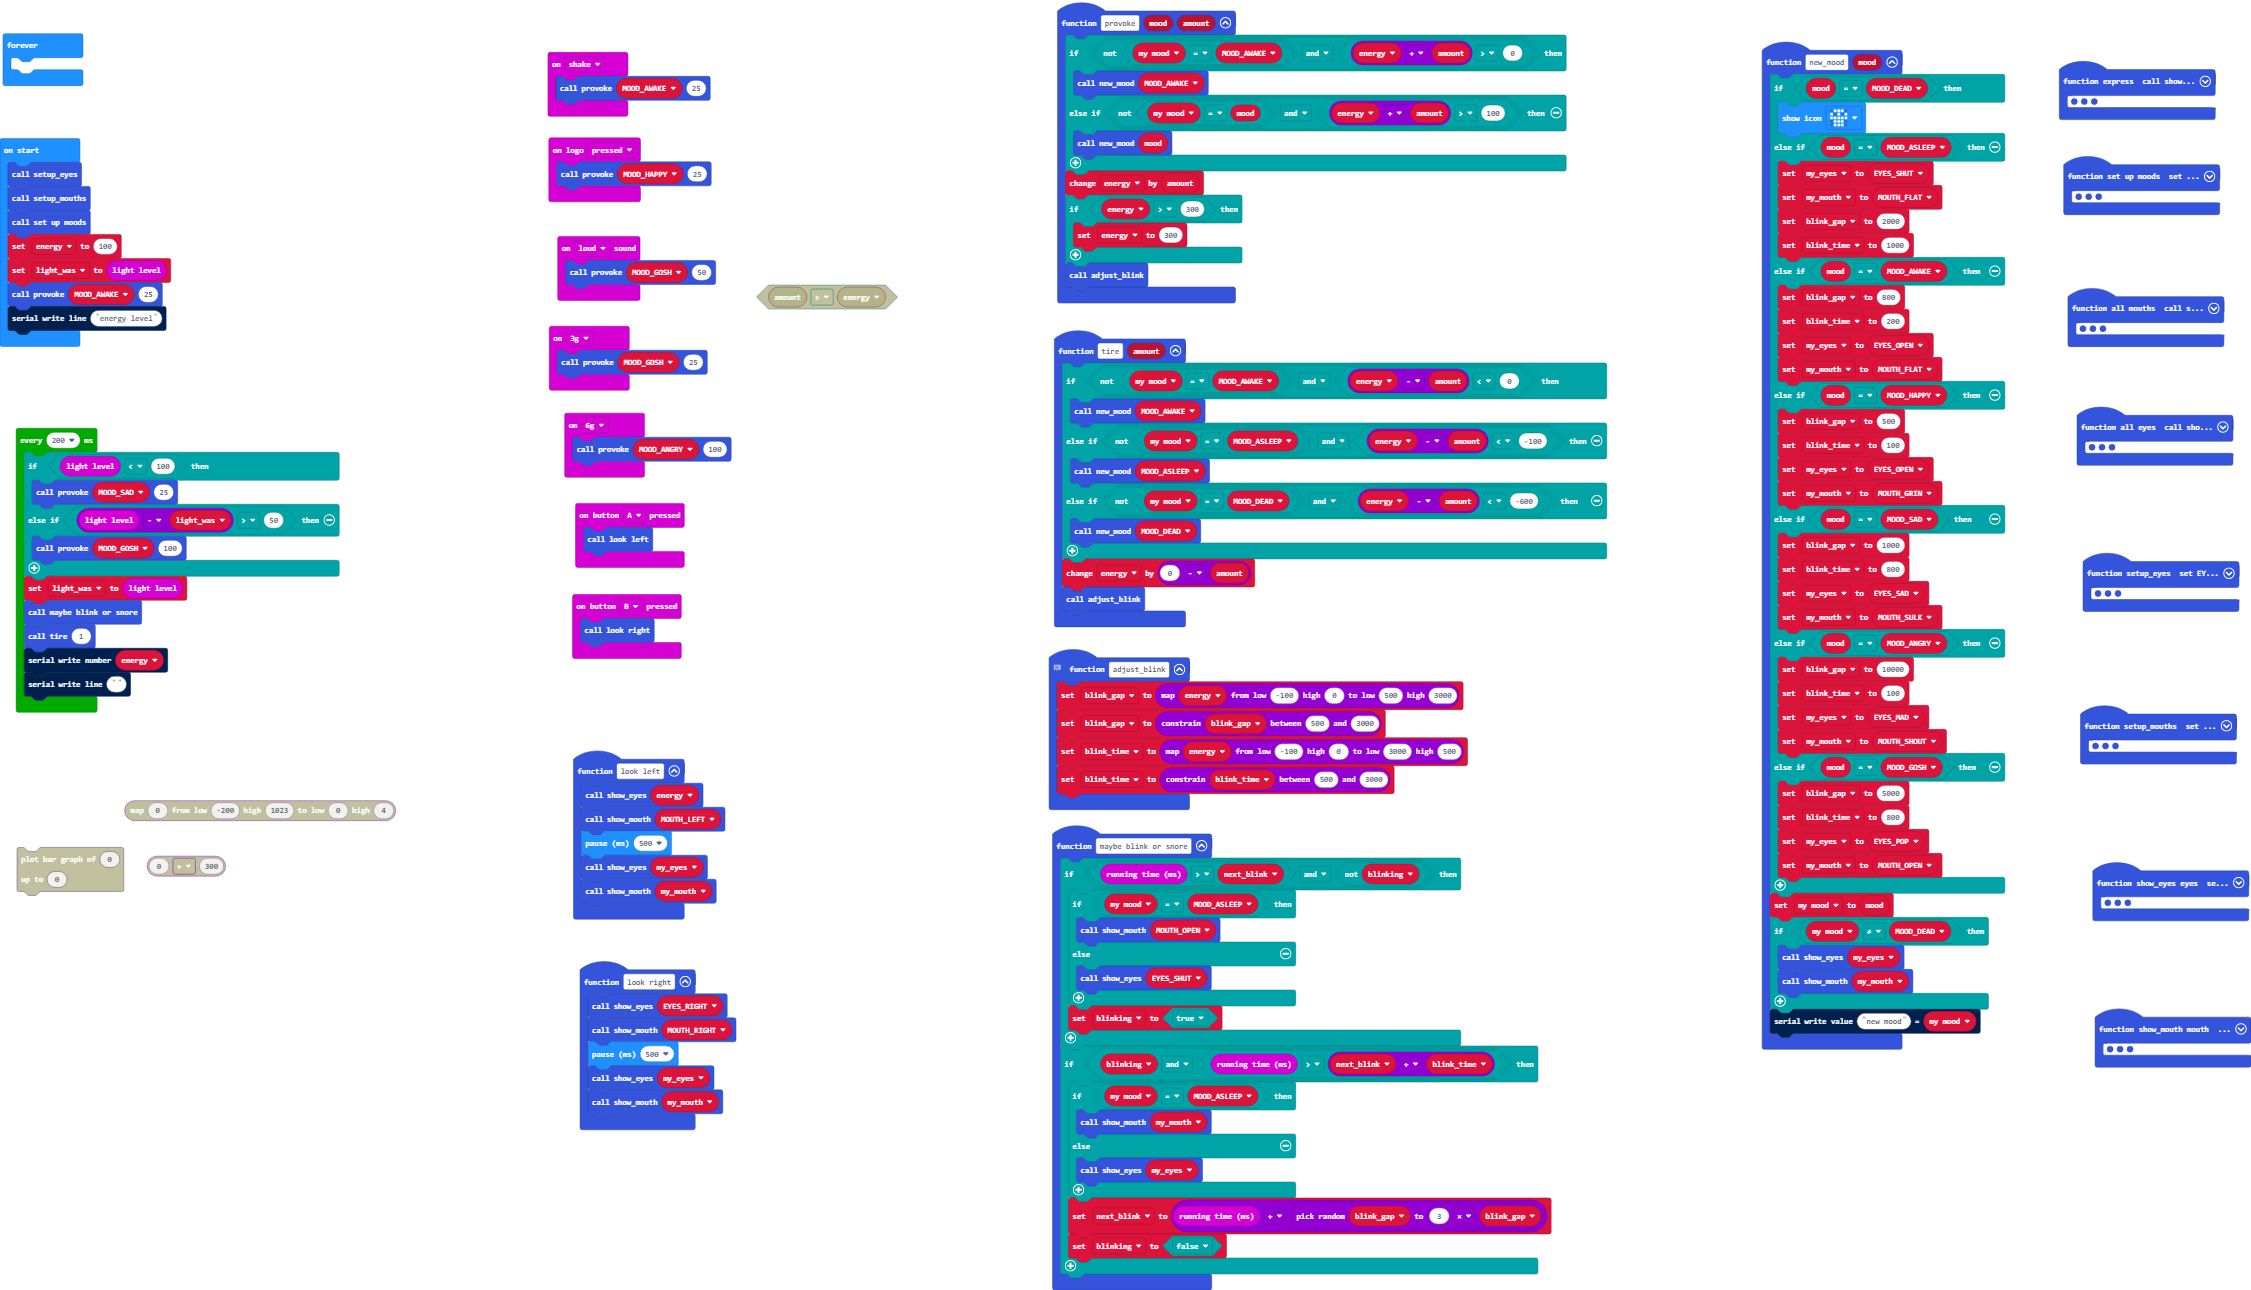 forever
on start
call setup_eyes
call setup_mouths
call set up moods
set energy to 100
set light_was to light level
call provoke MOOD_AWAKE 25
serial write line "energy level"
every 200 ms
if light level < 100 then
call provoke MOOD_SAD 25
else if light level - light_was > 50 then
call provoke MOOD_GOSH 100
set light_was to light level
call maybe blink or snore
call tire 1
serial write number energy
serial write line " "
map 0 from low -200 high 1023 to low 0 high 4
plot bar graph of 0
up to 0
0 + 300
on shake
call provoke MOOD_AWAKE 25
on logo pressed
call provoke MOOD_HAPPY 25
on loud sound
call provoke MOOD_GOSH 50
on 3g
call provoke MOOD_GOSH 25
on 6g
call provoke MOOD_ANGRY 100
on button A pressed
call look left
on button B pressed
call look right
function look left
call show_eyes energy
call show_mouth MOUTH_LEFT
pause (ms) 500
call show_eyes my_eyes
call show_mouth my_mouth
function look right
call show_eyes EYES_RIGHT
call show_mouth MOUTH_RIGHT
pause (ms) 500
call show_eyes my_eyes
call show_mouth my_mouth
amount > energy
function provoke mood amount
if not my mood = MOOD_AWAKE and energy + amount > 0 then
call new_mood MOOD_AWAKE
else if not my mood = mood and energy + amount > 100 then
call new_mood mood
change energy by amount
if energy > 300 then
set energy to 300
call adjust_blink
function tire amount
if not my mood = MOOD_AWAKE and energy - amount < 0 then
call new_mood MOOD_AWAKE
else if not my mood = MOOD_ASLEEP and energy - amount < -100 then
call new_mood MOOD_ASLEEP
else if not my mood = MOOD_DEAD and energy - amount < -600 then
call new_mood MOOD_DEAD
change energy by 0 - amount
call adjust_blink
function adjust_blink
set blink_gap to map energy from low -100 high 0 to low 500 high 3000
set blink_gap to constrain blink_gap between 500 and 3000
set blink_time to map energy from low -100 high 0 to low 3000 high 500
set blink_time to constrain blink_time between 500 and 3000
function maybe blink or snore
if running time (ms) > next_blink and not blinking then
if my mood = MOOD_ASLEEP then
call show_mouth MOUTH_OPEN
else
call show_eyes EYES_SHUT
set blinking to true
if blinking and running time (ms) > next_blink + blink_time then
if my mood = MOOD_ASLEEP then
call show_mouth my_mouth
else
call show_eyes my_eyes
set next_blink to running time (ms) + pick random blink_gap to 3 × blink_gap
set blinking to false
function new_mood mood
if mood = MOOD_DEAD then
show icon
else if mood = MOOD_ASLEEP then
set my_eyes to EYES_SHUT
set my_mouth to MOUTH_FLAT
set blink_gap to 2000
set blink_time to 1000
else if mood = MOOD_AWAKE then
set blink_gap to 800
set blink_time to 200
set my_eyes to EYES_OPEN
set my_mouth to MOUTH_FLAT
else if mood = MOOD_HAPPY then
set blink_gap to 500
set blink_time to 100
set my_eyes to EYES_OPEN
set my_mouth to MOUTH_GRIN
else if mood = MOOD_SAD then
set blink_gap to 1000
set blink_time to 800
set my_eyes to EYES_SAD
set my_mouth to MOUTH_SULK
else if mood = MOOD_ANGRY then
set blink_gap to 10000
set blink_time to 100
set my_eyes to EYES_MAD
set my_mouth to MOUTH_SHOUT
else if mood = MOOD_GOSH then
set blink_gap to 5000
set blink_time to 800
set my_eyes to EYES_POP
set my_mouth to MOUTH_OPEN
set my mood to mood
if my mood ≠ MOOD_DEAD then
call show_eyes my_eyes
call show_mouth my_mouth
serial write value "new mood" = my mood
function express call show...
function set up moods set ...
function all mouths call s...
function all eyes call sho...
function setup_eyes set EY...
function setup_mouths set ...
function show_eyes eyes se...
function show_mouth mouth ...